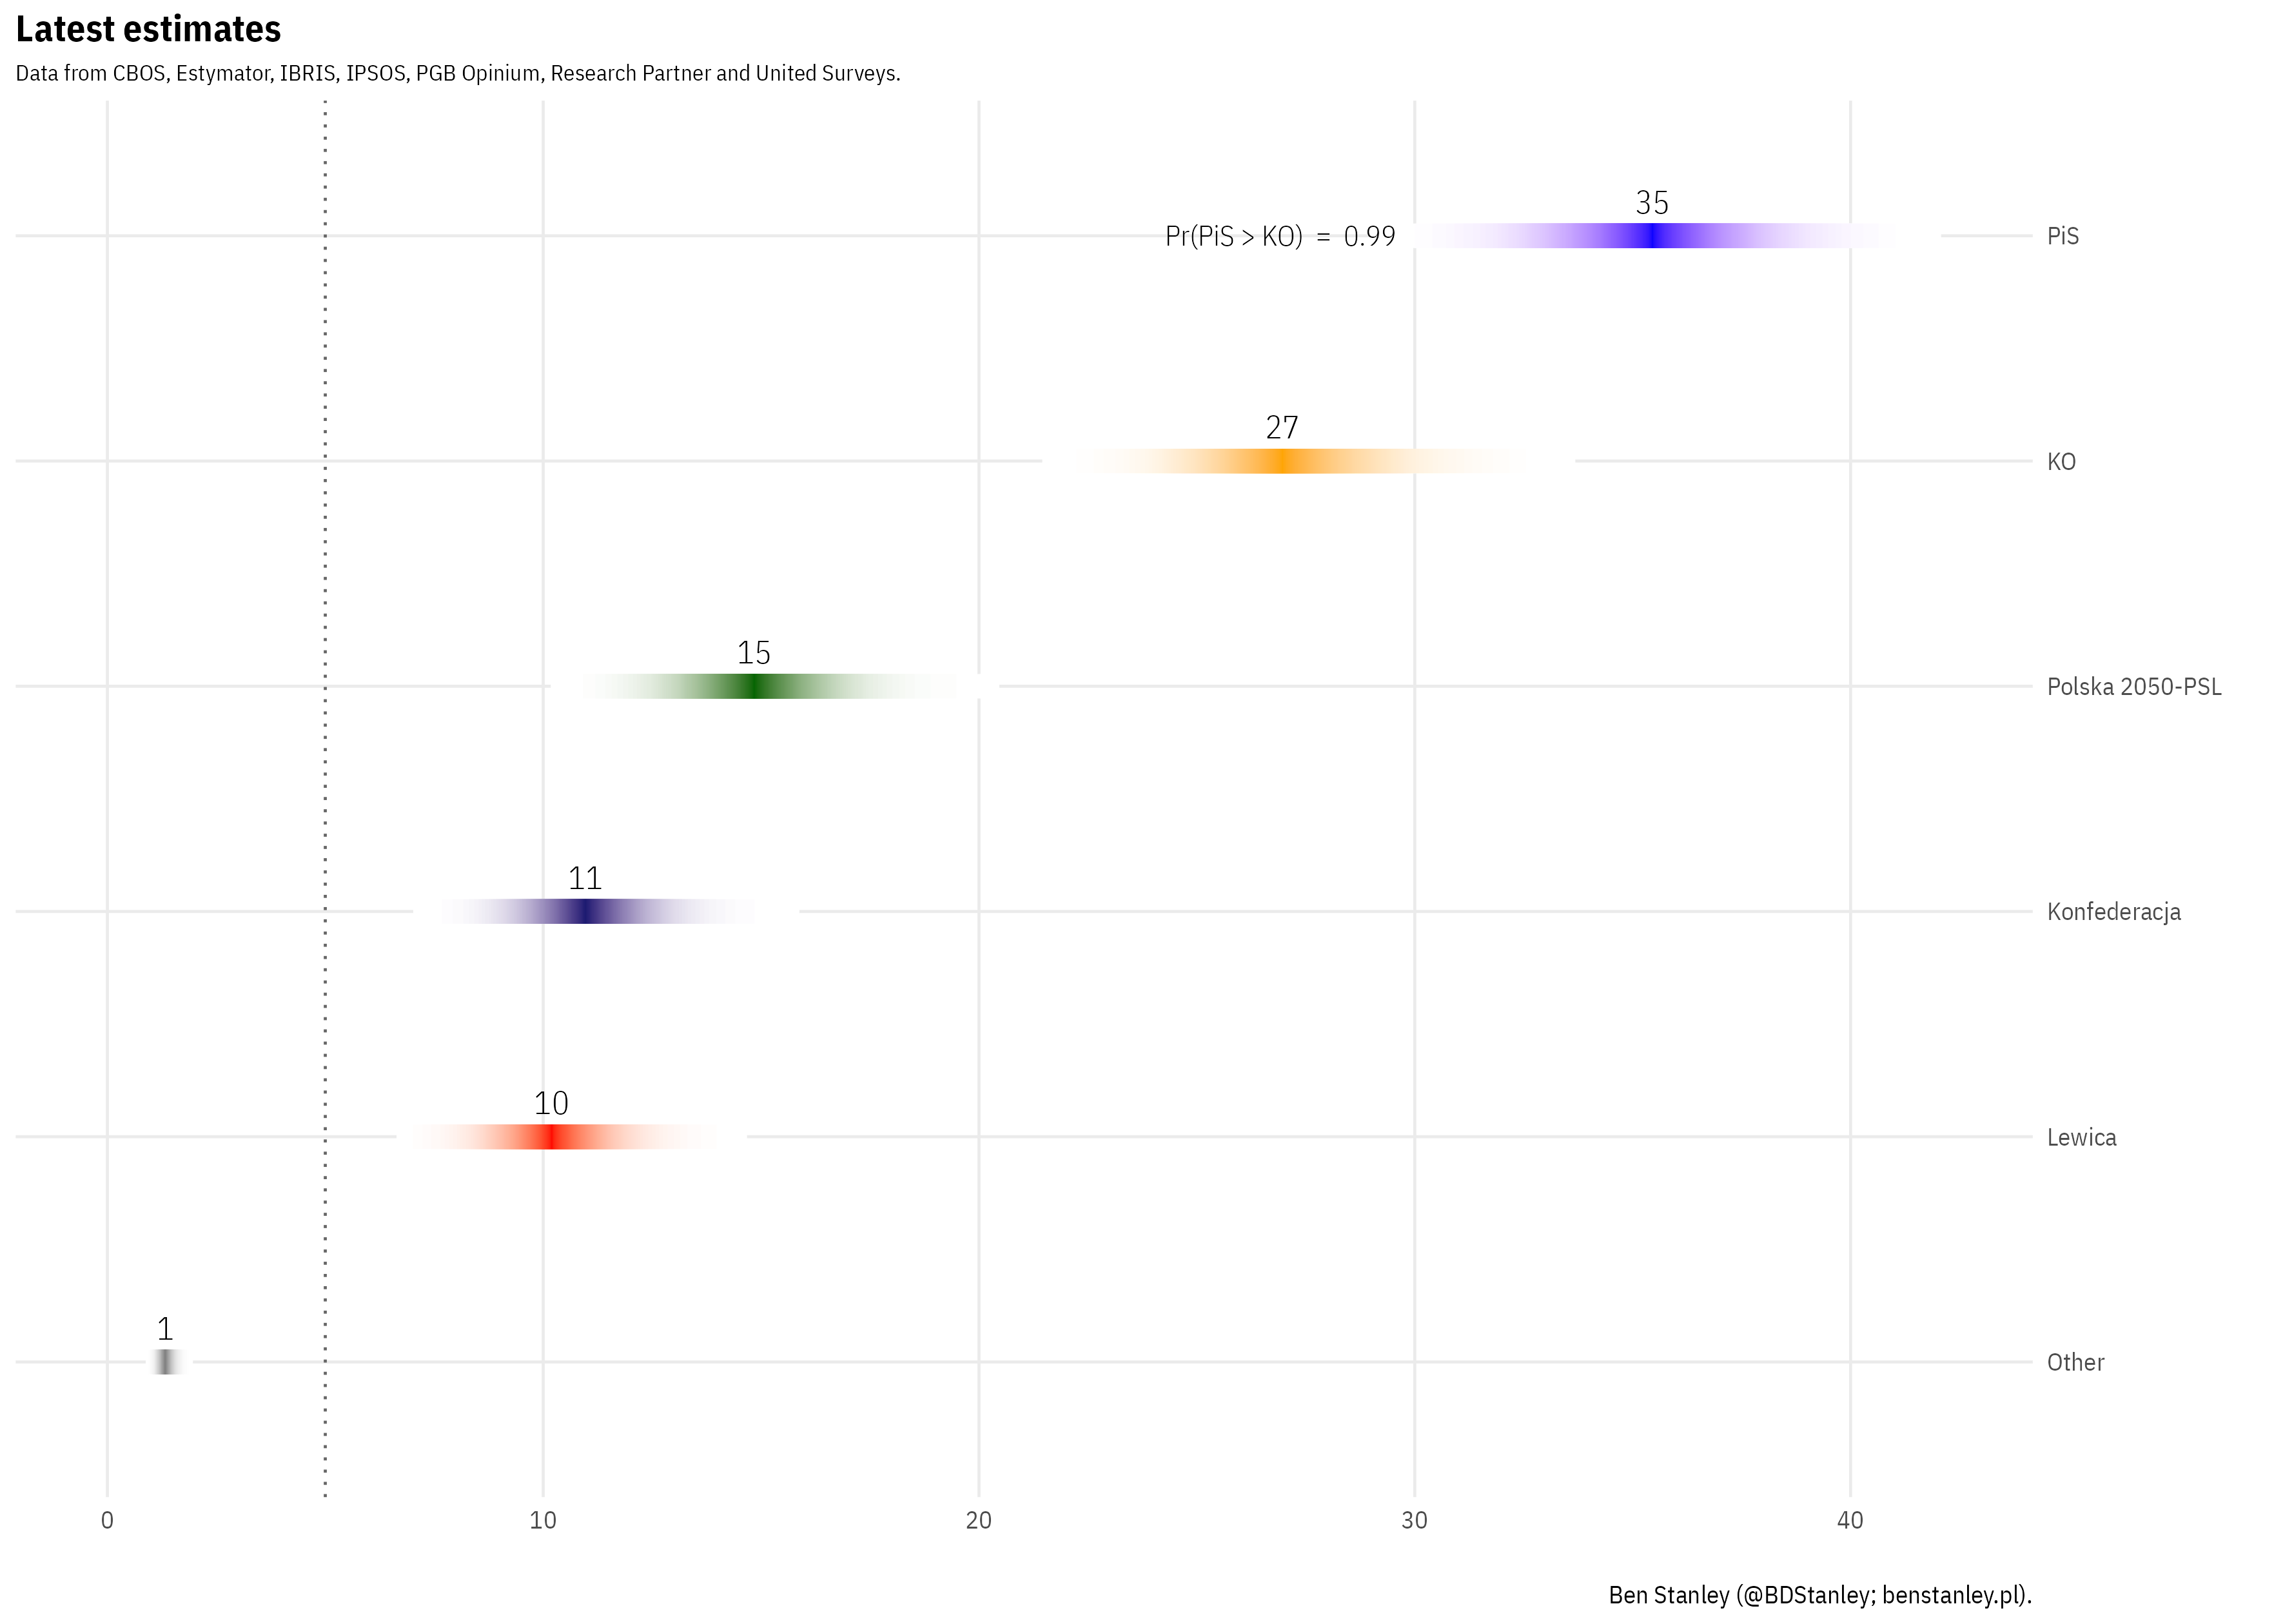 Latest estimates
Data from CBOS, Estymator, IBRIS, IPSOS, PGB Opinium, Research Partner and United Surveys.
35
Pr(PiS > KO) = 0.99
PiS
27
KO
15
Polska 2050-PSL
11
Konfederacja
10
Lewica
1
Other
0 10 20 30 40
Ben Stanley (@BDStanley; benstanley.pl).